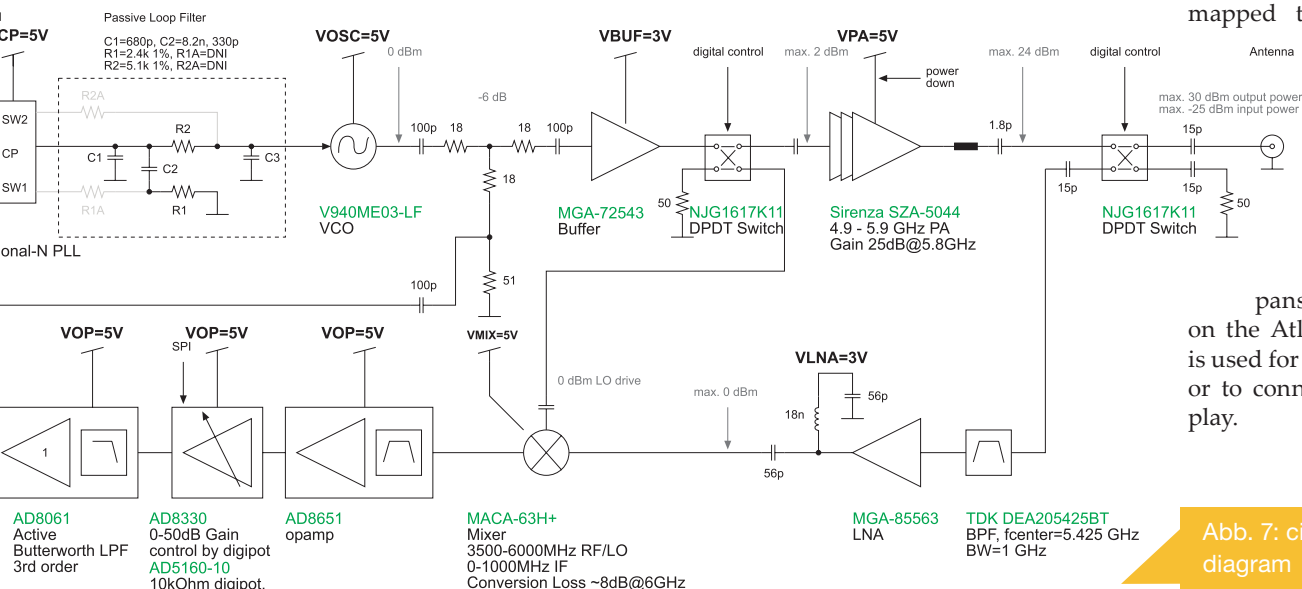 mapped t
CP=5V
Passive Loop Filter
C1=680p, C2=8.2n, 330p
R1=2.4k 1%, R1A=DNI
R2=5.1k 1%, R2A=DNI
VOSC=5V
0 dBm
VBUF=3V
digital control
max. 2 dBm
VPA=5V
power
down
max. 24 dBm
digital control
Antenna
max. 30 dBm output power
max. -25 dBm input power
R2A
-6 dB
SW2
CP
SW1
R2
C1
C2
C3
R1A
R1
100p
18
18
100p
18
1.8p
15p
15p
15p
50
50
V940ME03-LF
VCO
MGA-72543
Buffer
NJG1617K11
DPDT Switch
Sirenza SZA-5044
4.9 - 5.9 GHz PA
Gain 25dB@5.8GHz
NJG1617K11
DPDT Switch
onal-N PLL
51
100p
VOP=5V
VOP=5V
SPI
VOP=5V
VMIX=5V
0 dBm LO drive
max. 0 dBm
VLNA=3V
18n
56p
56p
1
pans
on the Atl
is used for
or to conn
play.
AD8061
Active
Butterworth LPF
3rd order
AD8330
0-50dB Gain
control by digipot
AD5160-10
10kOhm digipot.
AD8651
opamp
MACA-63H+
Mixer
3500-6000MHz RF/LO
0-1000MHz IF
Conversion Loss ~8dB@6GHz
MGA-85563
LNA
TDK DEA205425BT
BPF, fcenter=5.425 GHz
BW=1 GHz
Abb. 7: ci
diagram